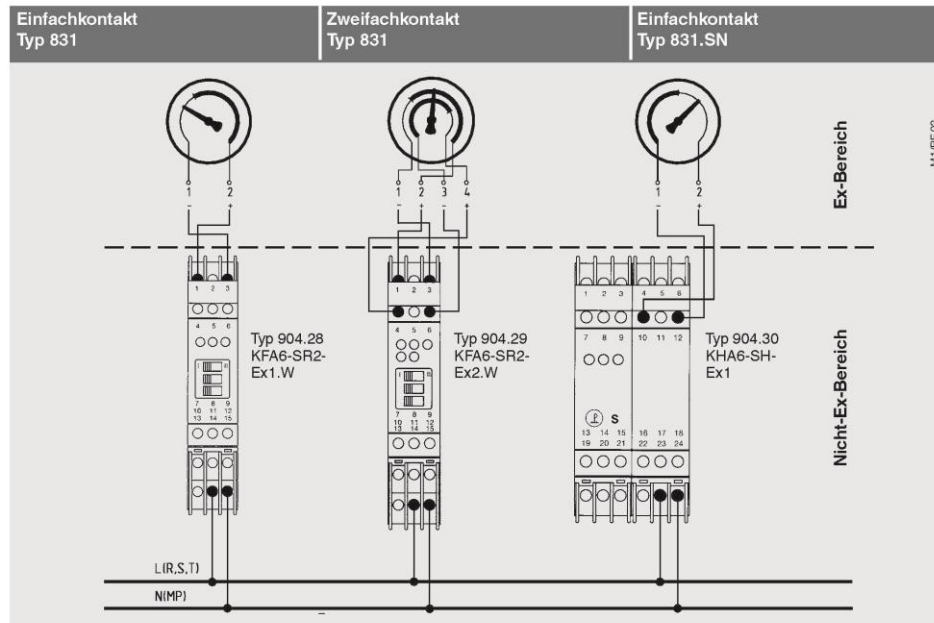 Einfachkontakt
Typ 831
Zweifachkontakt
Typ 831
Einfachkontakt
Typ 831.SN
Ex-Bereich
1 2
- +
1 2 3 4
- + - +
1 2
- +
1 2 3
4 5 6
I II
7 8 9
10 11 12
13 14 15
Typ 904.28
KFA6-SR2-
Ex1.W
1 2 3
4 5 6
I II
7 9
10 11 12
13 14 15
Typ 904.29
KFA6-SR2-
Ex2.W
1 2 3 4 5 6
7 8 9 10 11 12
S
13 14 15 16 17 18
19 20 21 22 23 24
Typ 904.30
KHA6-SH-
Ex1
Nicht-Ex-Bereich
L(R,S,T)
N(MP)